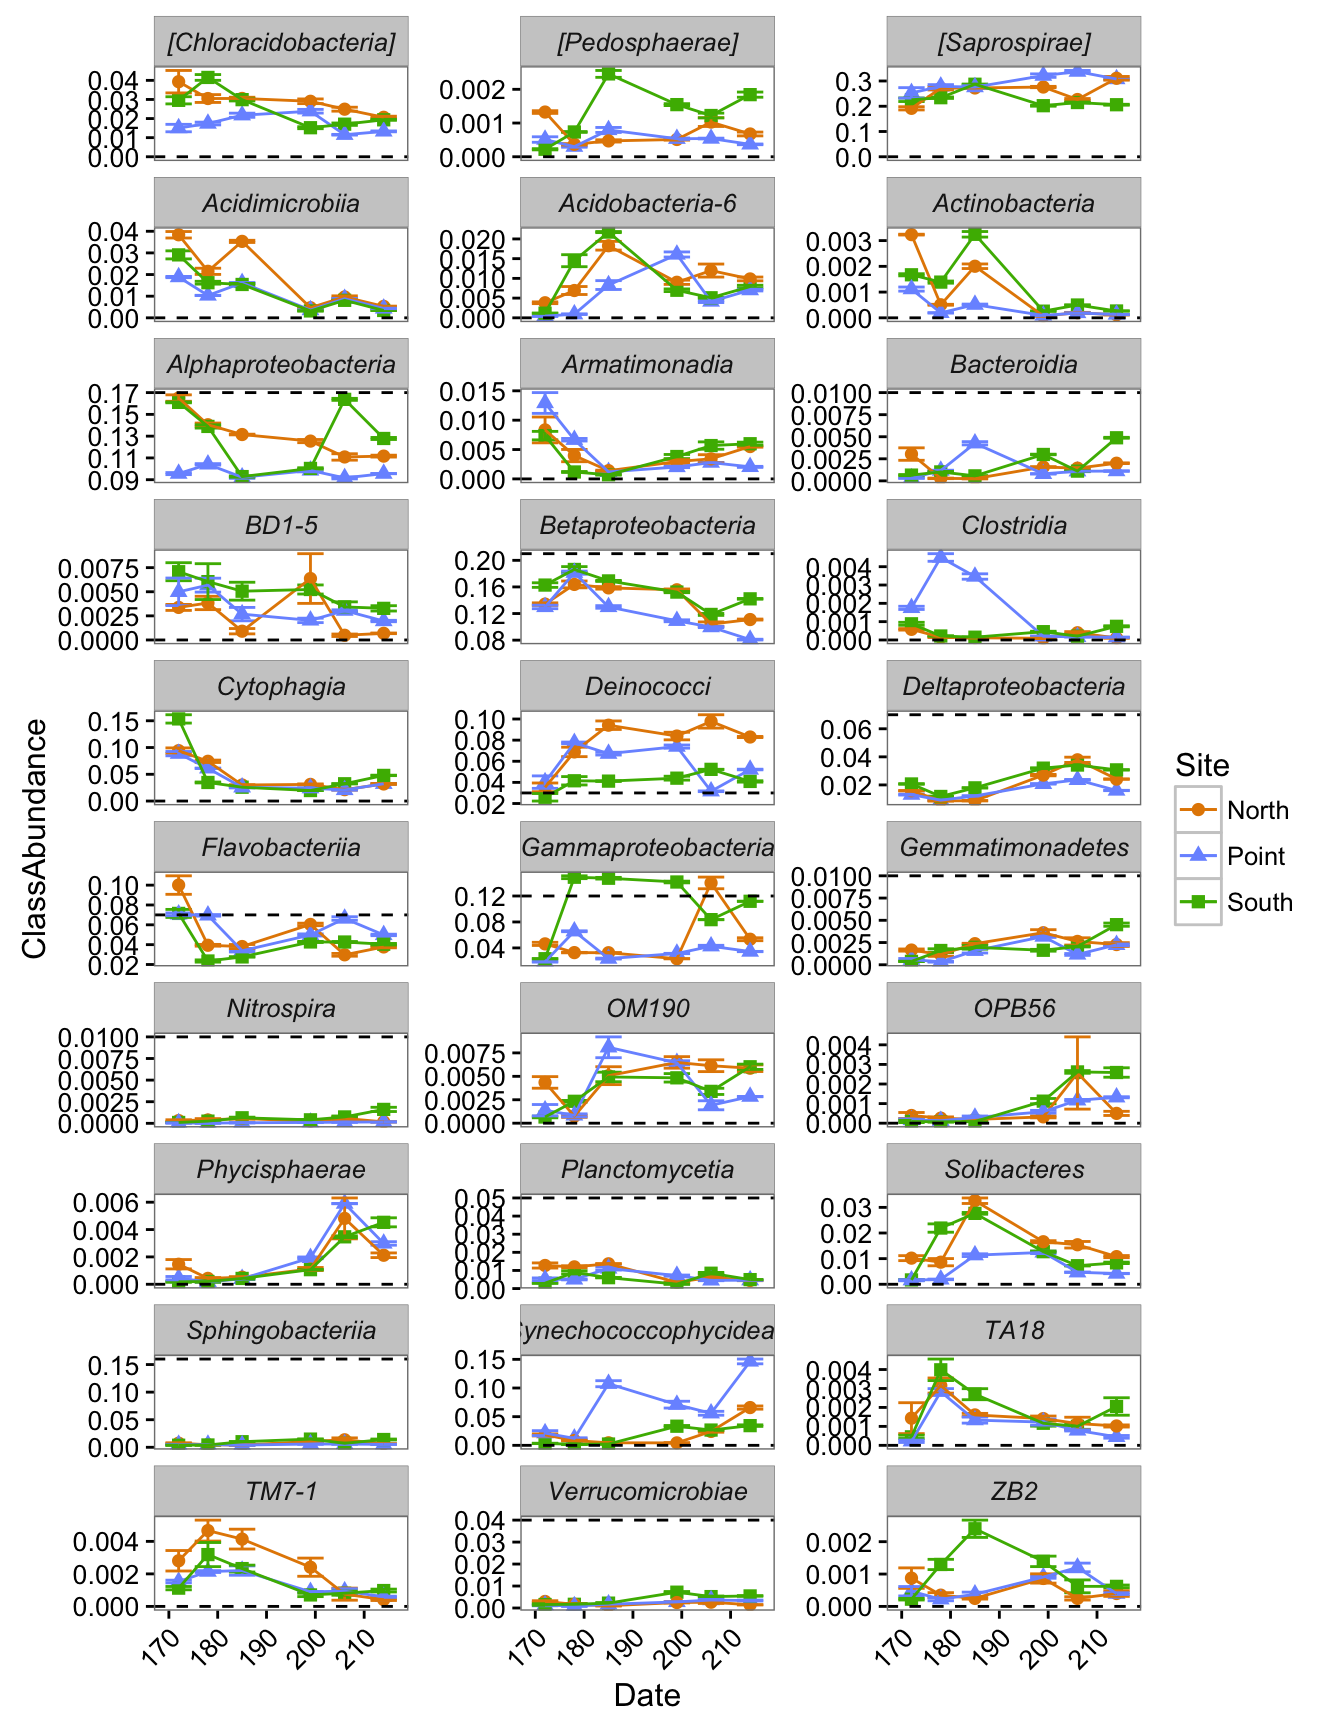 [Chloracidobacteria] [Pedosphaerae] [Saprospirae]
0.04 0.03 0.02 0.01 0.00
0.002 0.001 0.000
0.3 0.2 0.1 0.0
Acidimicrobiia Acidobacteria-6 Actinobacteria
0.04 0.03 0.02 0.01 0.00
0.020 0.015 0.010 0.005 0.000
0.003 0.002 0.001 0.000
Alphaproteobacteria Armatimonadia Bacteroidia
0.17 0.15 0.13 0.11 0.09
0.015 0.010 0.005 0.000
0.0100 0.0075 0.0050 0.0025 0.0000
BD1-5 Betaproteobacteria Clostridia
0.0075 0.0050 0.0025 0.0000
0.20 0.16 0.12 0.08
0.004 0.003 0.002 0.001 0.000
Cytophagia Deinococci Deltaproteobacteria
0.15 0.10 0.05 0.00
0.10 0.08 0.06 0.04 0.02
0.06 0.04 0.02
Flavobacteriia Gammaproteobacteria Gemmatimonadetes
0.10 0.08 0.06 0.04 0.02
0.12 0.08 0.04
0.0100 0.0075 0.0050 0.0025 0.0000
Nitrospira OM190 OPB56
0.0100 0.0075 0.0050 0.0025 0.0000
0.0075 0.0050 0.0025 0.0000
0.004 0.003 0.002 0.001 0.000
Phycisphaerae Planctomycetia Solibacteres
0.006 0.004 0.002 0.000
0.05 0.04 0.03 0.02 0.01 0.00
0.03 0.02 0.01 0.00
Sphingobacteriia ynechococcophycidea TA18
0.15 0.10 0.05 0.00
0.15 0.10 0.05 0.00
0.004 0.003 0.002 0.001 0.000
TM7-1 Verrucomicrobiae ZB2
0.004 0.002 0.000
0.04 0.03 0.02 0.01 0.00
0.002 0.001 0.000
170 180 190 200 210
170 180 190 200 210
170 180 190 200 210
Date
ClassAbundance
Site
North
Point
South